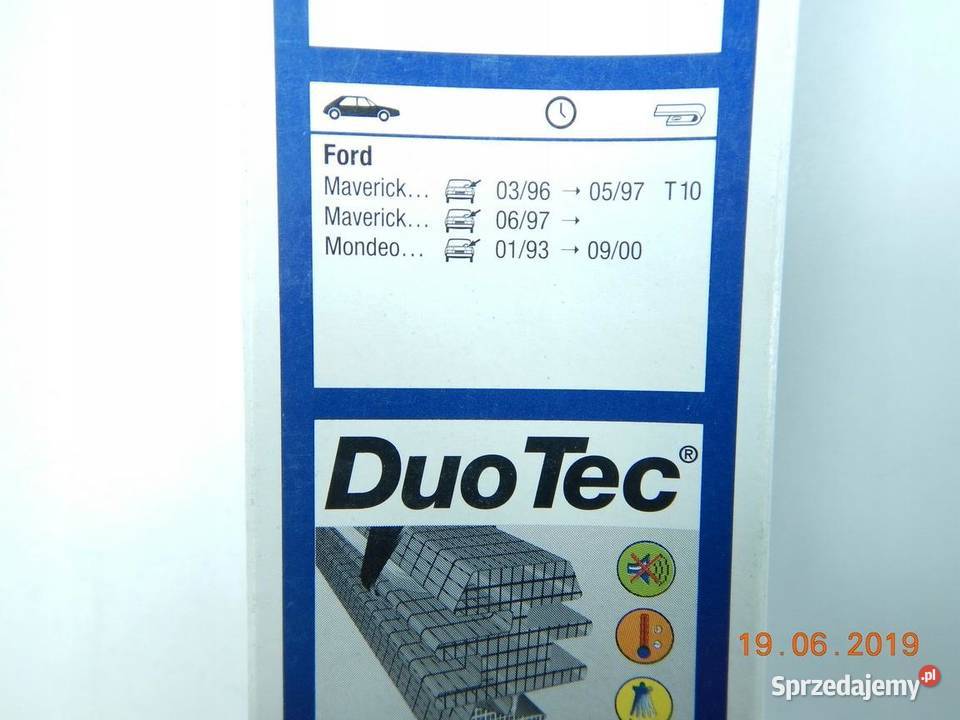 Ford
Maverick... 03/96 → 05/97 T10
Maverick... 06/97 →
Mondeo... 01/93 → 09/00
DuoTec®
19.06.2019
Sprzedajemy.pl